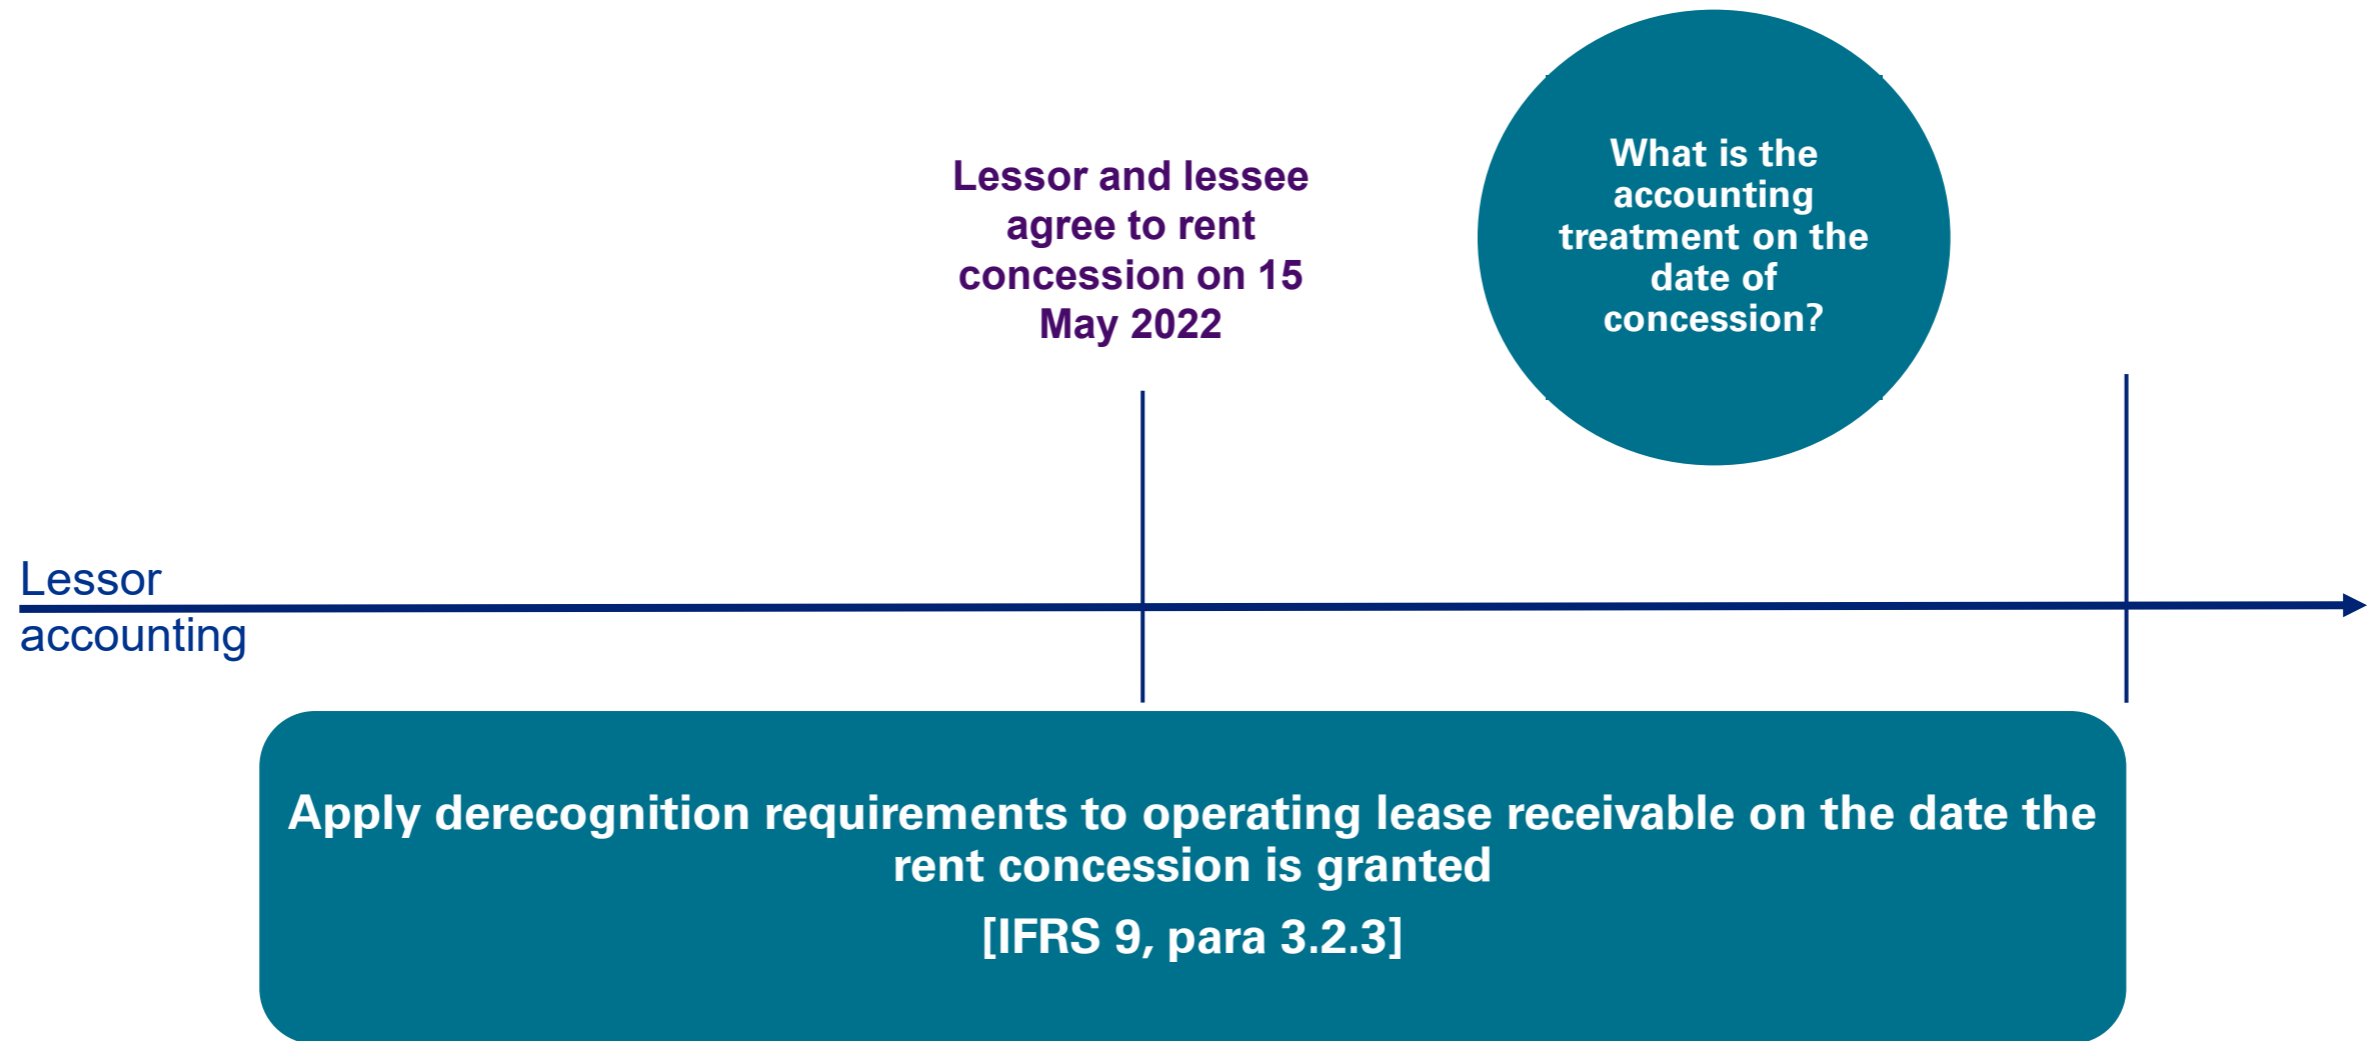 Lessor and lessee
agree to rent
concession on 15
May 2022
What is the
accounting
treatment on the
date of
concession?
Lessor
accounting
Apply derecognition requirements to operating lease receivable on the date the
rent concession is granted
[IFRS 9, para 3.2.3]